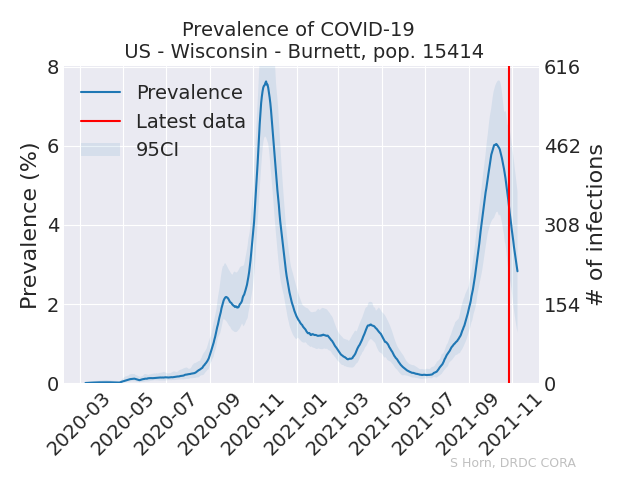 Prevalence of COVID-19
US - Wisconsin - Burnett, pop. 15414
8
6
4
2
0
Prevalence (%)
616
462
308
154
0
# of infections
Prevalence
Latest data
95CI
2020-03
2020-05
2020-07
2020-09
2020-11
2021-01
2021-03
2021-05
2021-07
2021-09
2021-11
S Horn, DRDC CORA